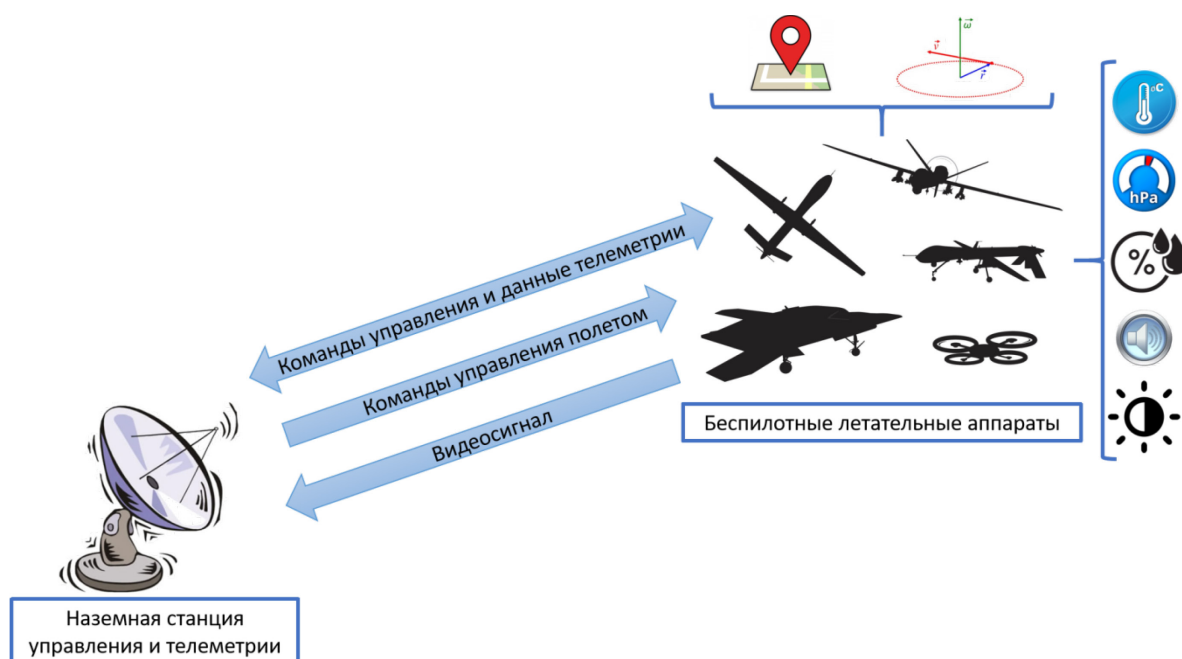 ω
v
r
°C
hPa
%
Команды управления и данные телеметрии
Команды управления полетом
Видеосигнал
Беспилотные летательные аппараты
Наземная станция
управления и телеметрии